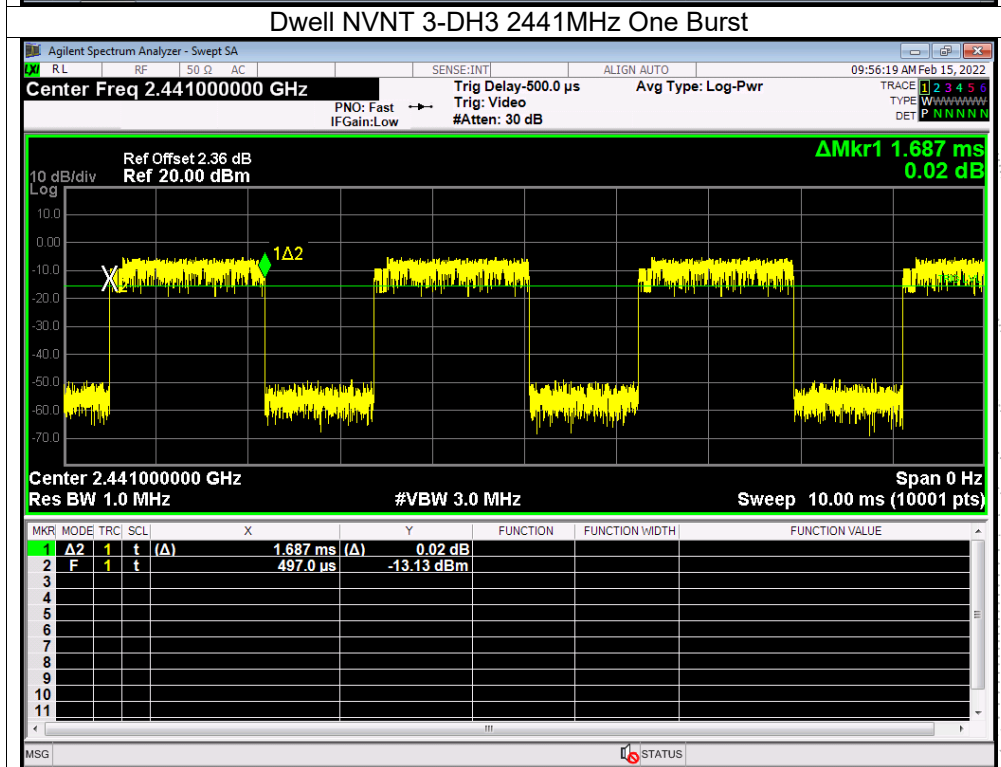 Dwell NVNT 3-DH3 2441MHz One Burst
Agilent Spectrum Analyzer - Swept SA
LXI RL RF 50 Ω AC SENSE:INT ALIGN AUTO 09:56:19 AM Feb 15, 2022
Center Freq 2.441000000 GHz Trig Delay-500.0 µs Avg Type: Log-Pwr TRACE 1 2 3 4 5 6
PNO: Fast Trig: Video TYPE WWWWWW
IFGain:Low #Atten: 30 dB DET P N N N N N
ΔMkr1 1.687 ms
Ref Offset 2.36 dB
10 dB/div Ref 20.00 dBm 0.02 dB
Log
10.0
0.00
1Δ2
-10.0
-20.0
-30.0
-40.0
-50.0
-60.0
-70.0
Center 2.441000000 GHz Span 0 Hz
Res BW 1.0 MHz #VBW 3.0 MHz Sweep 10.00 ms (10001 pts)
MKR MODE TRC SCL X Y FUNCTION FUNCTION WIDTH FUNCTION VALUE
1 Δ2 1 t (Δ) 1.687 ms (Δ) 0.02 dB
2 F 1 t 497.0 µs -13.13 dBm
3
4
5
6
7
8
9
10
11
MSG STATUS